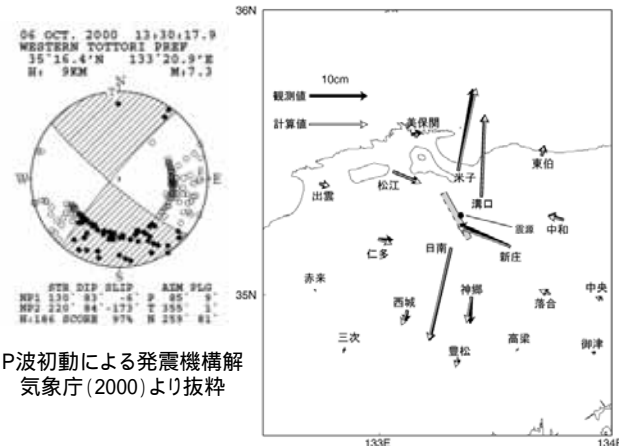 06 OCT. 2000 13:30:17.9
WESTERN TOTTORI PREF
35°16.4'N 133°20.9'E
H: 9KM M:7.3
N
T
W
E
P
S
STR DIP SLIP AZM PLG
NP1 130° 83° -6° P 85° 9°
NP2 220° 84° -173° T 355° 1°
N:186 SCORE 97% N 259° 81°
P波初動による発震機構解
気象庁(2000)より抜粋
36N
10cm
観測値
計算値
美保関
東伯
米子
松江
出雲
溝口
震源
中和
新庄
日南
仁多
赤来
西城
神郷
落合
中央
35N
三次
豊松
高梁
御津
133E
134E